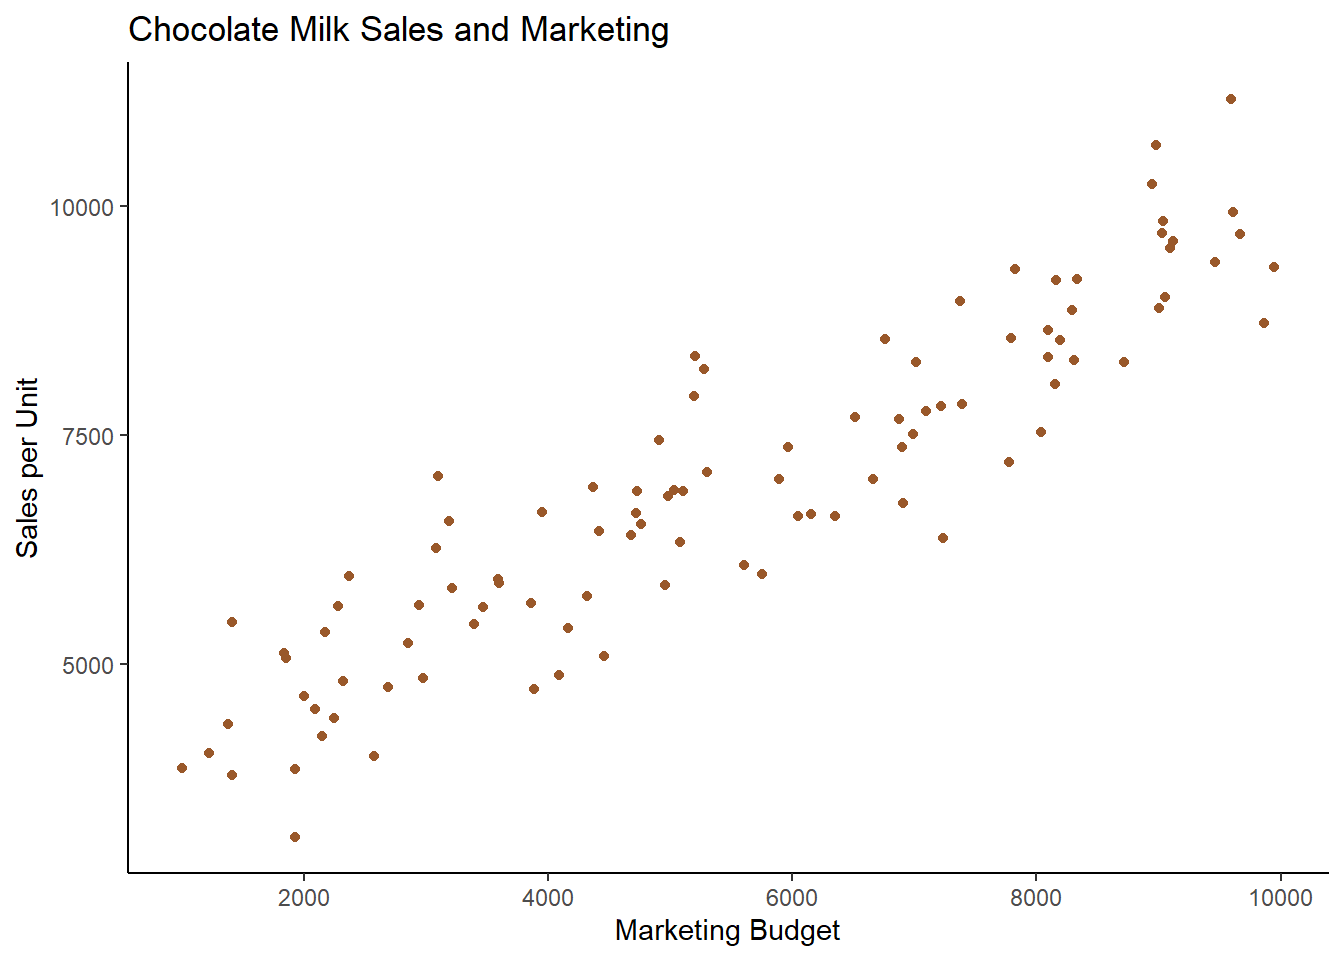 Chocolate Milk Sales and Marketing
Sales per Unit
10000
7500
5000
2000 4000 6000 8000 10000
Marketing Budget